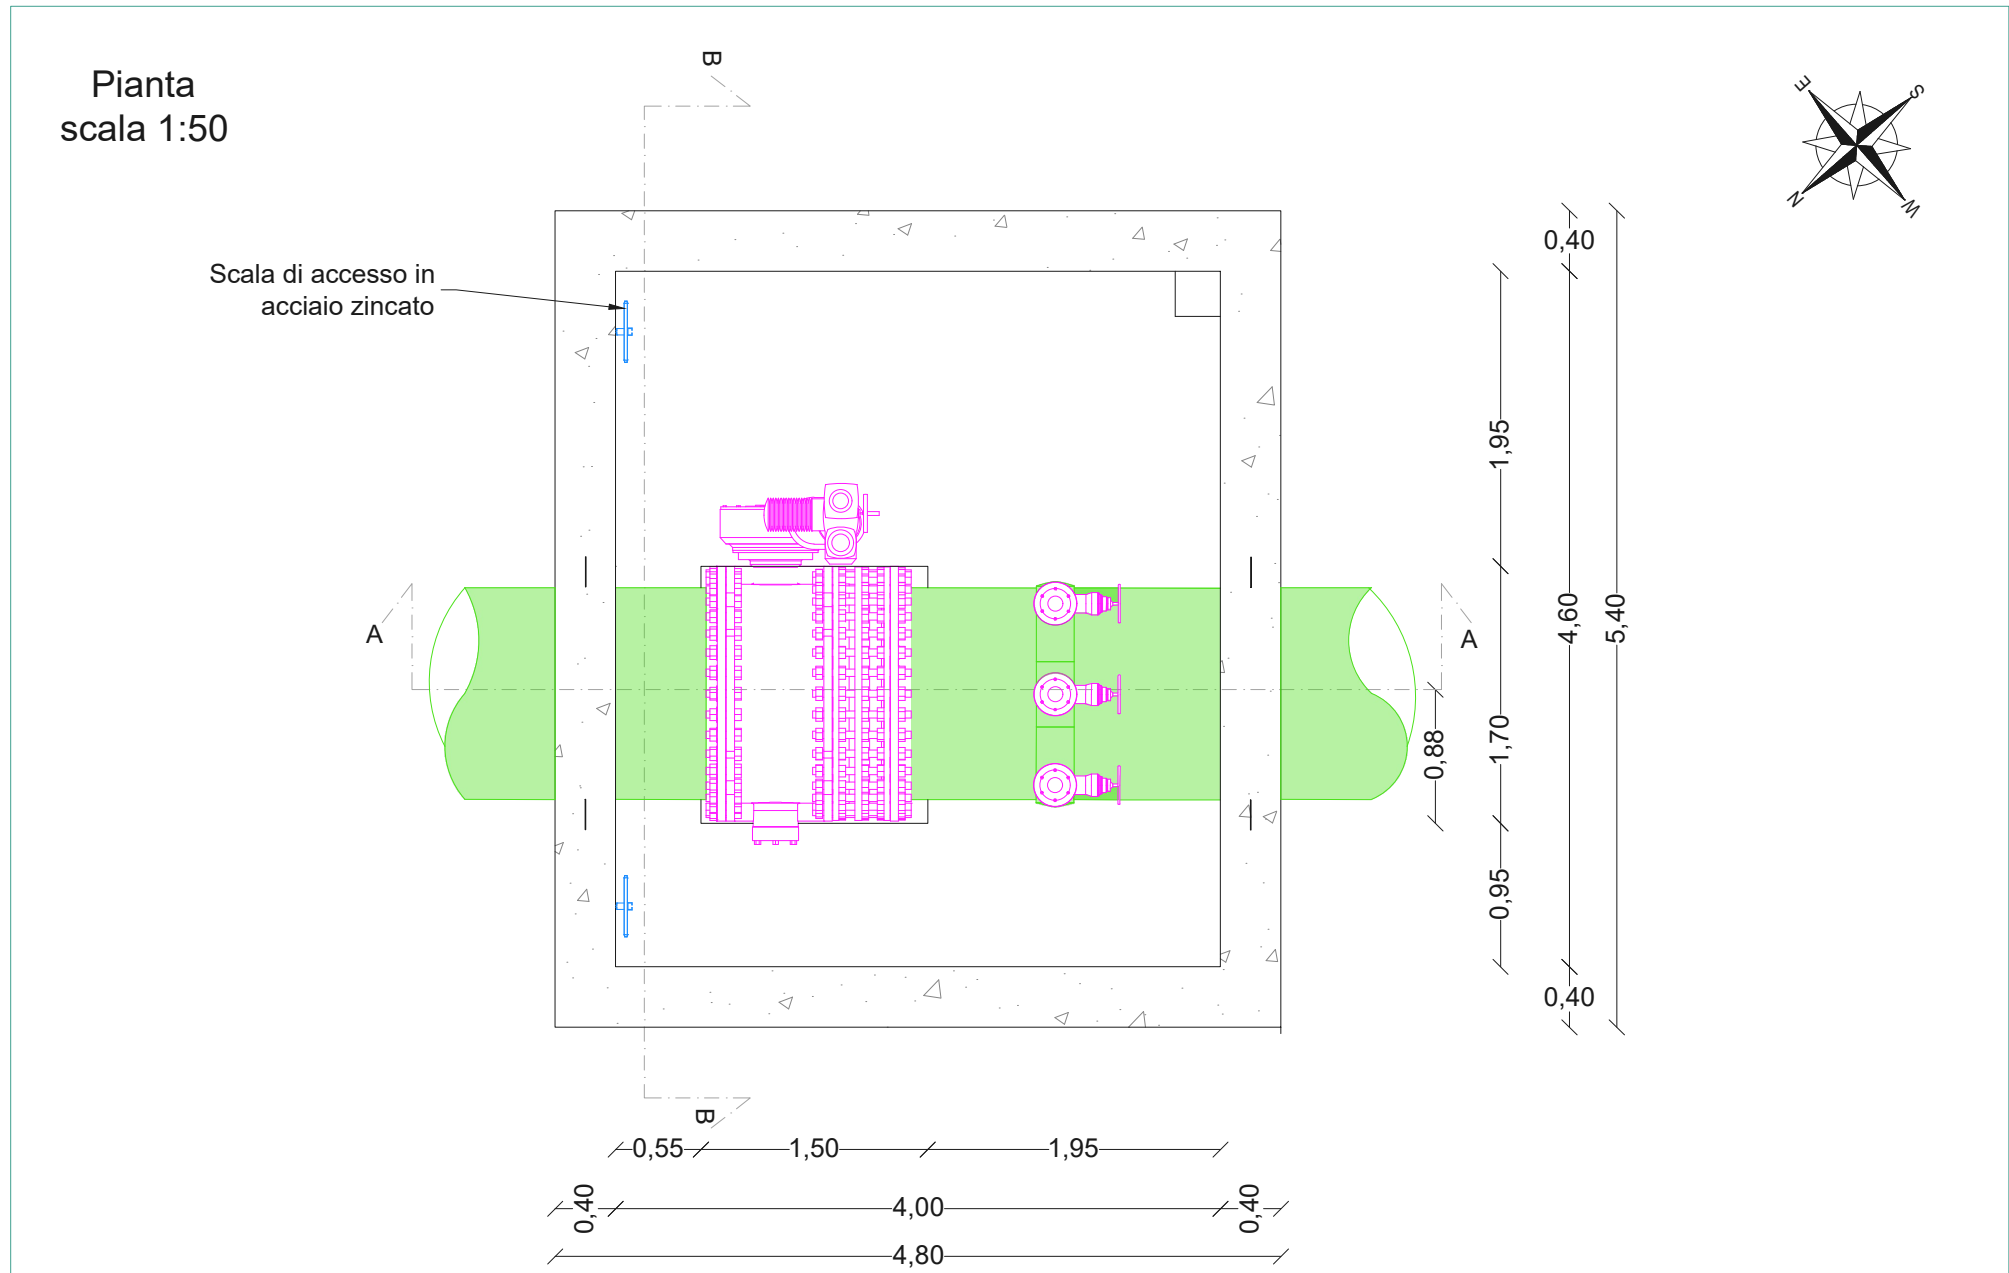 Pianta
scala 1:50
B
E
S
N
W
Scala di accesso in
acciaio zincato
A
A
0,40
1,95
4,60
5,40
1,70
0,88
0,95
0,40
B
0,55
1,50
1,95
0,40
4,00
0,40
4,80